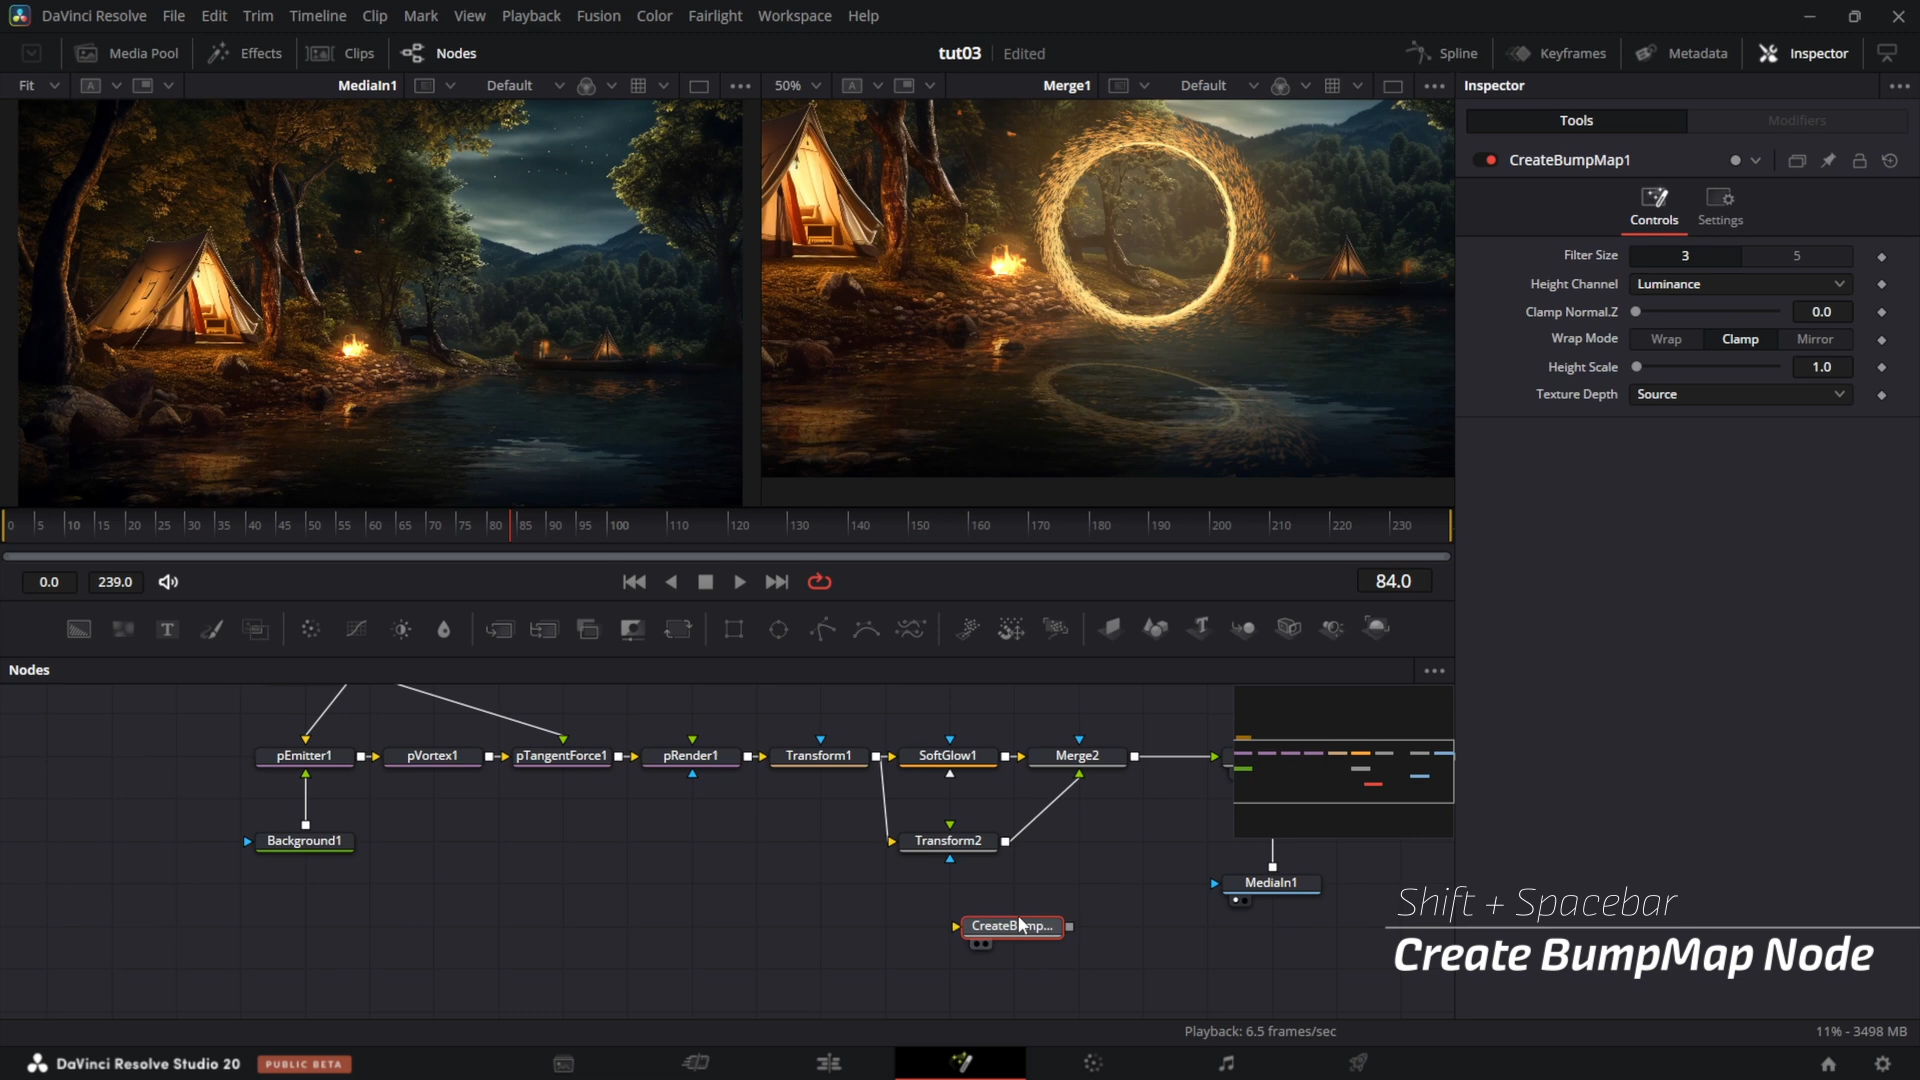 DaVinci Resolve File Edit Trim Timeline Clip Mark View Playback Fusion Color Fairlight Workspace Help
Media Pool Effects Clips Nodes tut03 Edited Spline Keyframes Metadata Inspector
Fit A MediaIn1 Default 50% A Merge1 Default Inspector
Tools Modifiers
CreateBumpMap1
Controls Settings
Filter Size 3 5
Height Channel Luminance
Clamp Normal.Z 0.0
Wrap Mode Wrap Clamp Mirror
Height Scale 1.0
Texture Depth Source
0 5 10 15 20 25 30 35 40 45 50 55 60 65 70 75 80 85 90 95 100 110 120 130 140 150 160 170 180 190 200 210 220 230
0.0 239.0 84.0
T T
Nodes
pEmitter1 pVortex1 pTangentForce1 pRender1 Transform1 SoftGlow1 Merge2
Background1 Transform2
MediaIn1
CreateBump...
Shift + Spacebar
Create BumpMap Node
Playback: 6.5 frames/sec 11% - 3498 MB
DaVinci Resolve Studio 20 PUBLIC BETA